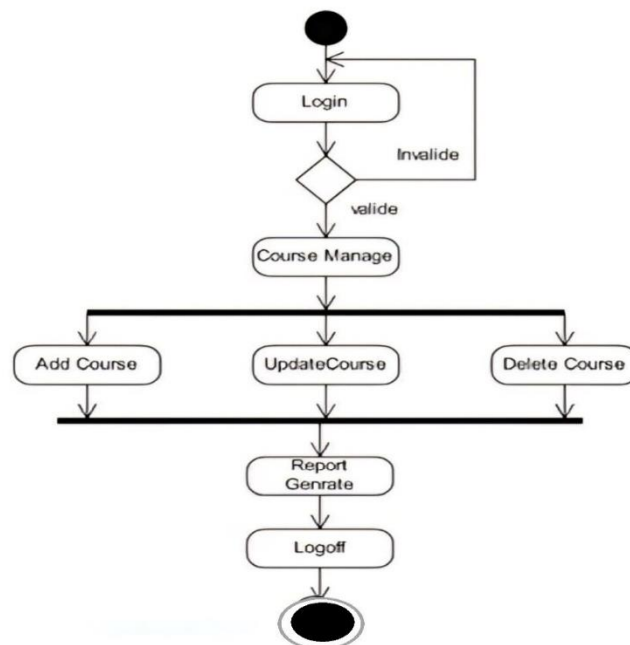 Login
Invalide
valide
Course Manage
Add Course
UpdateCourse
Delete Course
Report
Genrate
Logoff